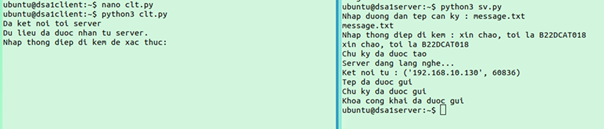 ubuntu@dsa1client:~$ nano clt.py
ubuntu@dsa1client:~$ python3 clt.py
Da ket noi toi server
Du lieu da duoc nhan tu server.
Nhap thong diep di kem de xac thuc:
ubuntu@dsa1server:~$ python3 sv.py
Nhap duong dan tep can ky : message.txt
message.txt
Nhap thong diep di kem : xin chao, toi la B22DCAT018
xin chao, toi la B22DCAT018
Chu ky da duoc tao
Server dang lang nghe...
Ket noi tu : ('192.168.10.130', 60836)
Tep da duoc gui
Chu ky da duoc gui
Khoa cong khai da duoc gui
ubuntu@dsa1server:~$